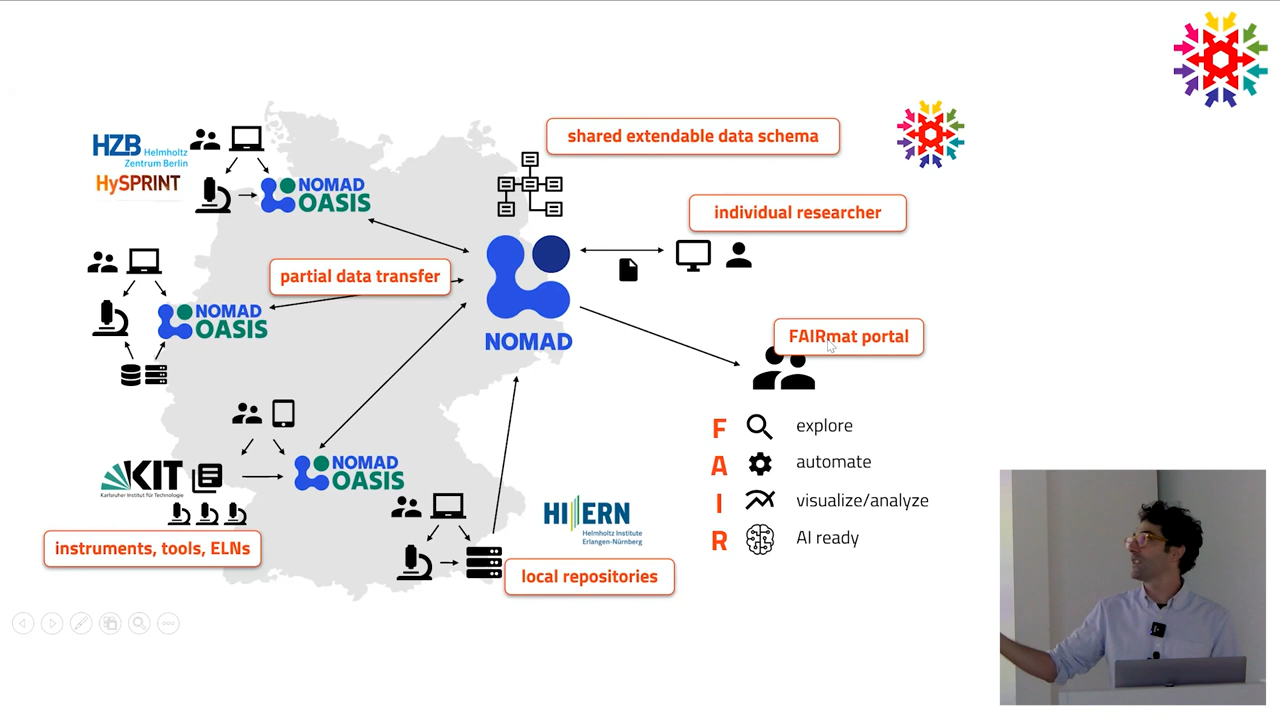 HZB Helmholtz
Zentrum Berlin
HySPRINT
NOMAD
OASIS
shared extendable data schema
individual researcher
partial data transfer
NOMAD
OASIS
NOMAD
FAIRmat portal
F explore
A automate
I visualize/analyze
R AI ready
KIT
Karlsruher Institut für Technologie
NOMAD
OASIS
instruments, tools, ELNs
HI ERN
Helmholtz Institute
Erlangen-Nürnberg
local repositories